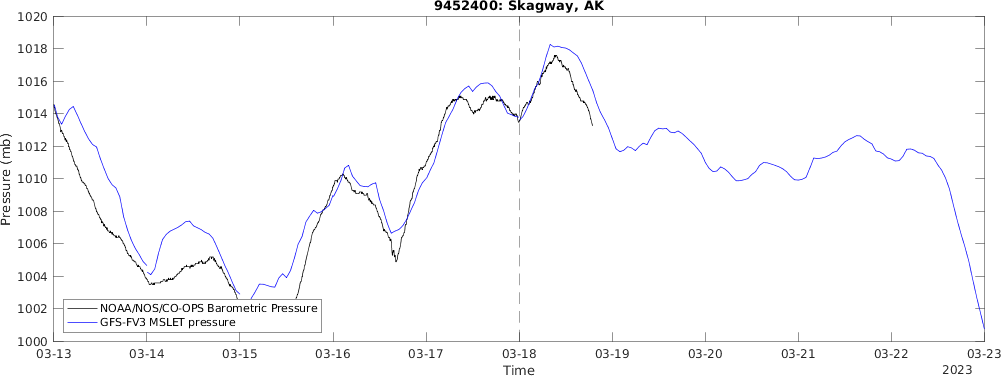 9452400: Skagway, AK
1020
1018
1016
1014
1012
1010
1008
1006
1004
1002
1000
Pressure (mb)
NOAA/NOS/CO-OPS Barometric Pressure
GFS-FV3 MSLET pressure
03-13 03-14 03-15 03-16 03-17 03-18 03-19 03-20 03-21 03-22 03-23
Time
2023